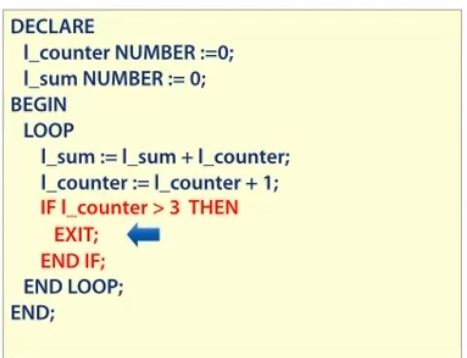 DECLARE
l_counter NUMBER :=0;
l_sum NUMBER := 0;
BEGIN
LOOP
l_sum := l_sum + l_counter;
l_counter := l_counter + 1;
IF l_counter > 3 THEN
EXIT;
END IF;
END LOOP;
END;